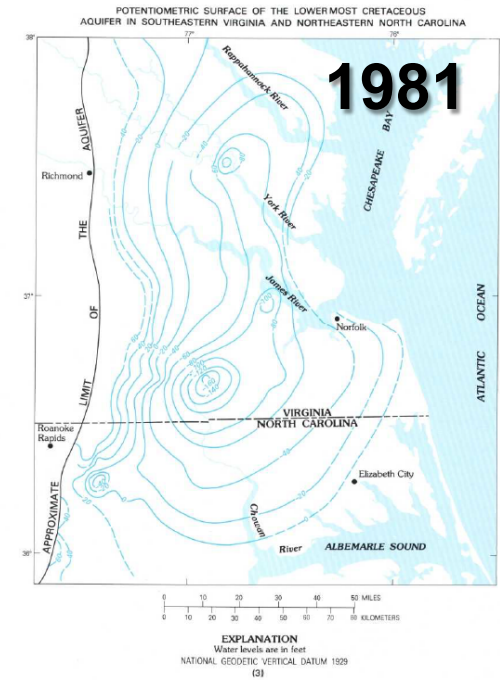 POTENTIOMETRIC SURFACE OF THE LOWERMOST CRETACEOUS
AQUIFER IN SOUTHEASTERN VIRGINIA AND NORTHEASTERN NORTH CAROLINA
38°
77°
76°
1981
Rappahannock River
CHESAPEAKE BAY
Richmond
York River
37°
James River
Norfolk
ATLANTIC OCEAN
VIRGINIA
NORTH CAROLINA
Roanoke
Rapids
Elizabeth City
APPROXIMATE LIMIT OF THE AQUIFER
Chowan
River
ALBEMARLE SOUND
36°
0 10 20 30 40 50 MILES
0 10 20 30 40 50 60 70 80 KILOMETERS
EXPLANATION
Water levels are in feet
NATIONAL GEODETIC VERTICAL DATUM 1929
(3)